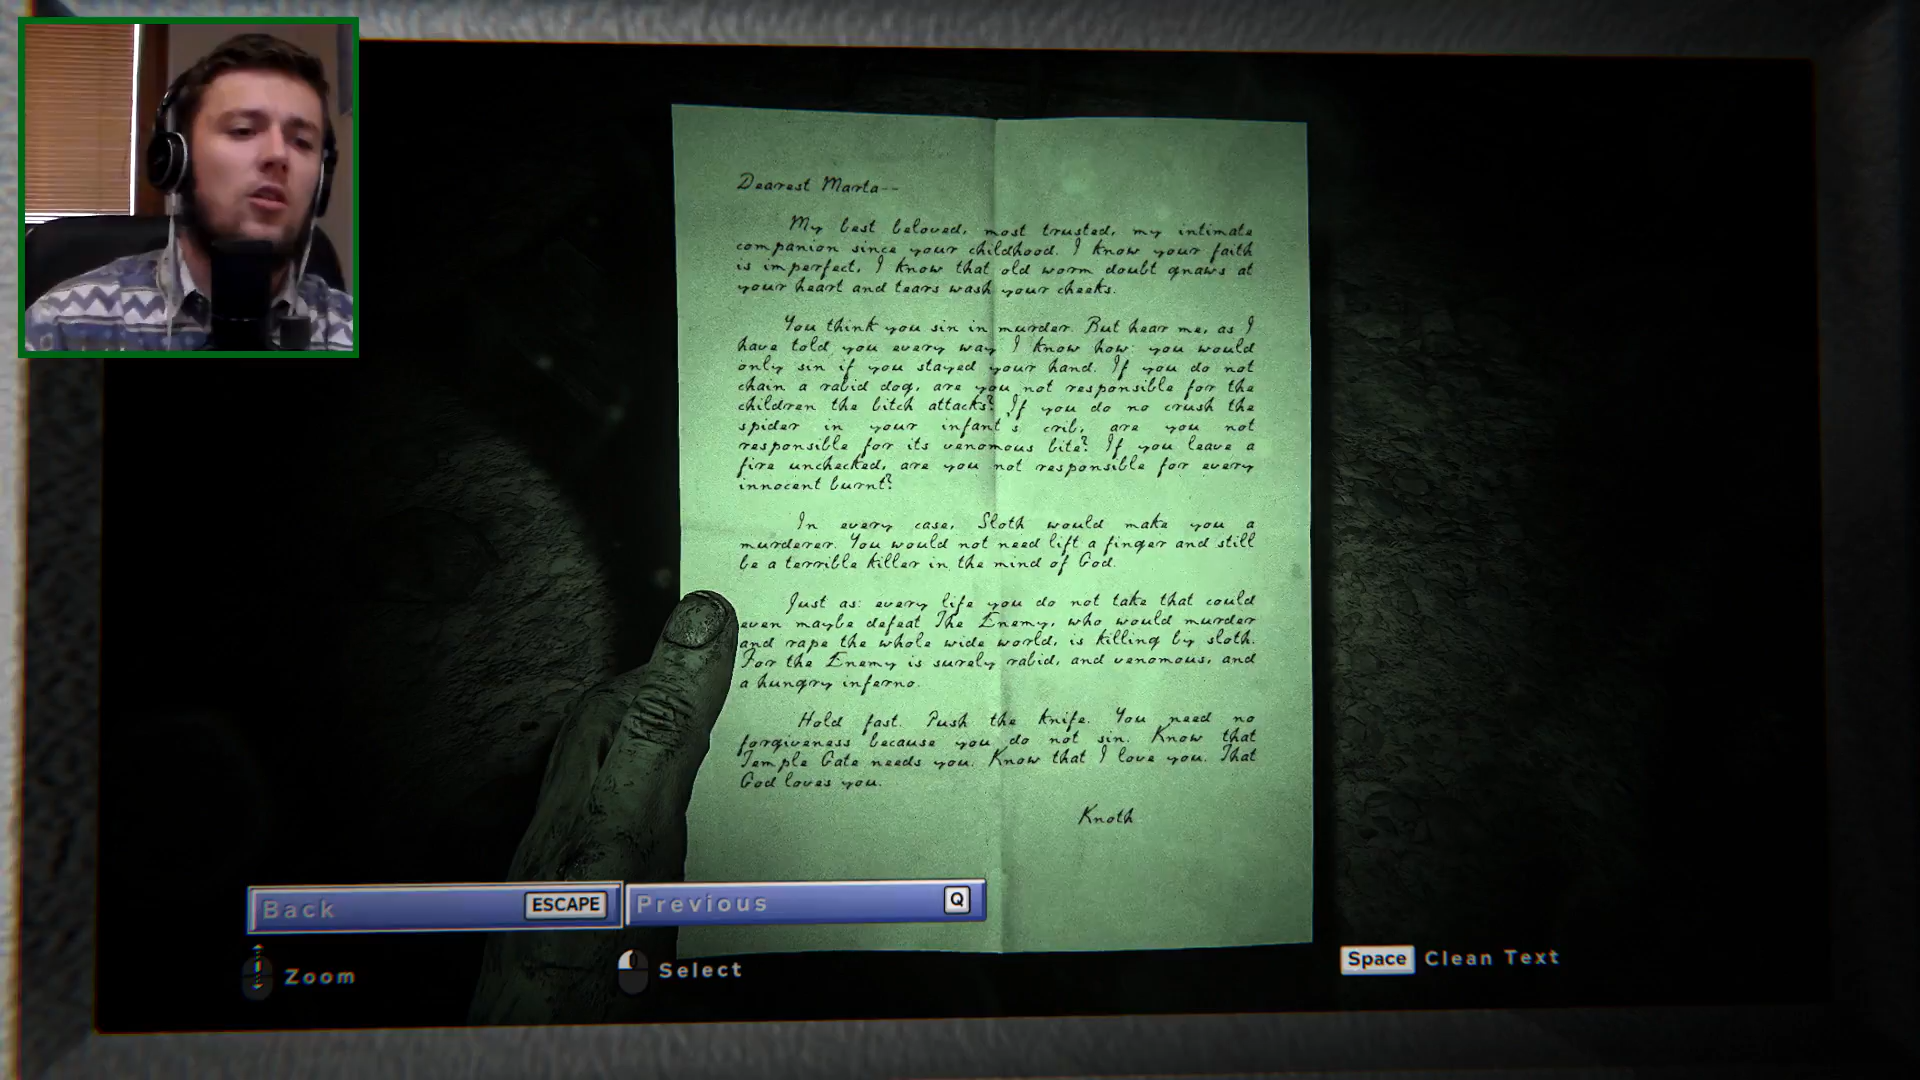 Dearest Marta--
My best beloved, most trusted, my intimate
companion since your childhood. I know your faith
is imperfect, I know that old worm doubt gnaws at
your heart and tears wash your cheeks.
You think you sin in murder. But hear me, as I
have told you every way I know how: you would
only sin if you stayed your hand. If you do not
chain a rabid dog, are you not responsible for the
children the bitch attacks? If you do no crush the
spider in your infant's crib, are you not
responsible for its venomous bite? If you leave a
fire unchecked, are you not responsible for every
innocent burnt?
In every case, Sloth would make you a
murderer. You would not need lift a finger and still
be a terrible killer in the mind of God.
Just as: every life you do not take that could
even maybe defeat The Enemy, who would murder
and rape the whole wide world, is killing by sloth.
For the Enemy is surely rabid, and venomous, and
a hungry inferno.
Hold fast. Push the knife. You need no
forgiveness because you do not sin. Know that
Temple Gate needs you. Know that I love you. That
God loves you.
Knoth
Back ESCAPE Previous Q
Zoom Select Space Clean Text